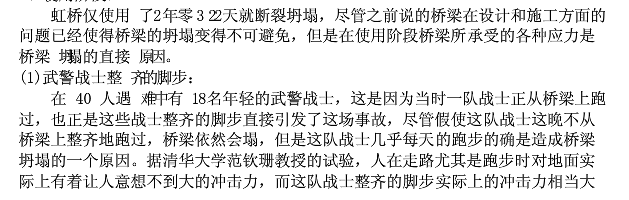 虹桥仅使用 了2年零3 22天就断裂坍塌，尽管之前说的桥梁在设计和施工方面的
问题已经使得桥梁的坍塌变得不可避免，但是在使用阶段桥梁所承受的各种应力是
桥梁 坍塌的直接 原因。
(1)武警战士整 齐的脚步：
在 40 人遇 难中有 18名年轻的武警战士，这是因为当时一队战士正从桥梁上跑
过，也正是这些战士整齐的脚步直接引发了这场事故，尽管假使这队战士这晚不从
桥梁上整齐地跑过，桥梁依然会塌，但是这队战士几乎每天的跑步的确是造成桥梁
坍塌的一个原因。据清华大学范钦珊教授的试验，人在走路尤其是跑步时对地面实
际上有着让人意想不到大的冲击力，而这队战士整齐的脚步实际上的冲击力相当大